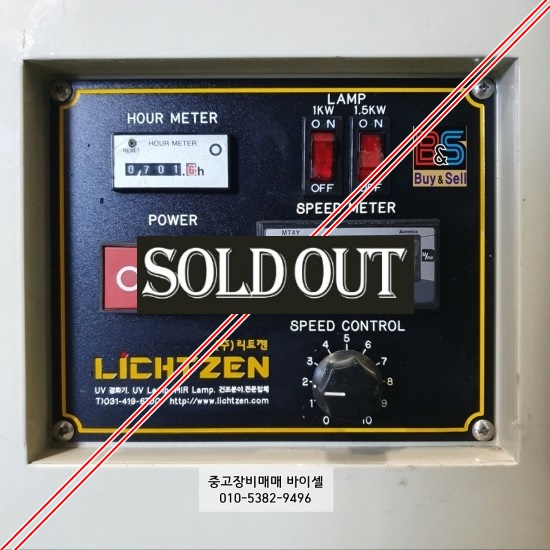 LAMP
1KW 1.5KW
HOUR METER
ON ON
HOUR METER
RESET
0,701.6h
OFF OFF
B&S
Buy & Sell
POWER
SPEED METER
MT4Y Autonics
SOLD OUT
SPEED CONTROL
(주)리트젠
LICHTZEN
UV 경화기. UV Lamp. IR Lamp. 건조분야.전문업체
http://www.lichtzen.com
0 1 2 3 4 5 6 7 8 9 10
중고장비매매 바이셀
010-5382-9496